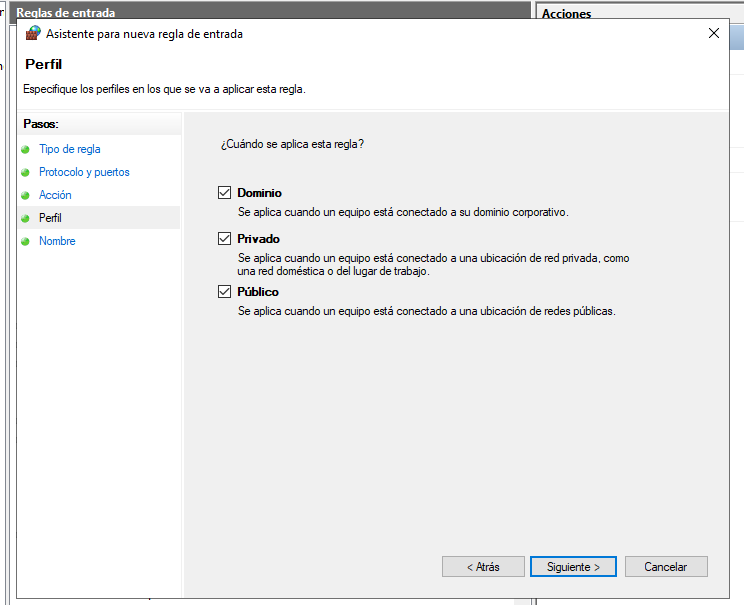 Reglas de entrada
Acciones
Asistente para nueva regla de entrada
Perfil
Especifique los perfiles en los que se va a aplicar esta regla.
Pasos:
Tipo de regla
Protocolo y puertos
Acción
Perfil
Nombre
¿Cuándo se aplica esta regla?
Dominio
Se aplica cuando un equipo está conectado a su dominio corporativo.
Privado
Se aplica cuando un equipo está conectado a una ubicación de red privada, como
una red doméstica o del lugar de trabajo.
Público
Se aplica cuando un equipo está conectado a una ubicación de redes públicas.
< Atrás
Siguiente >
Cancelar